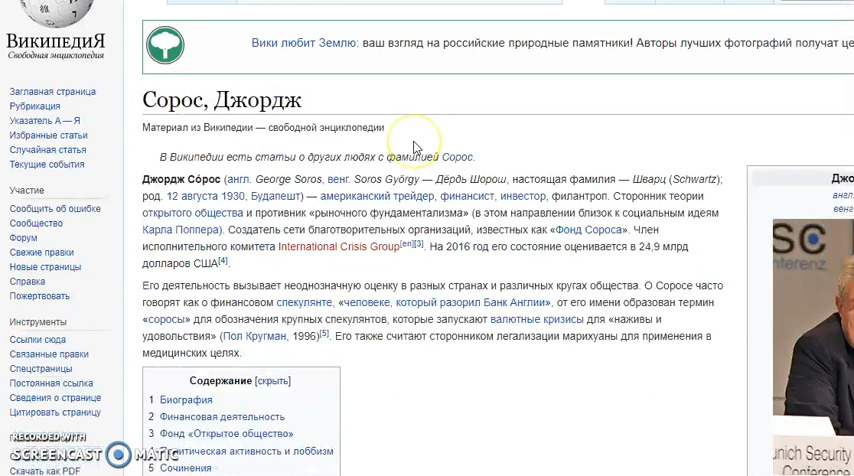 ВикипедиЯ
Свободная энциклопедия
Заглавная страница
Рубрикация
Указатель А — Я
Избранные статьи
Случайная статья
Текущие события
Участие
Сообщить об ошибке
Сообщество
Форум
Свежие правки
Новые страницы
Справка
Пожертвовать
Инструменты
Ссылки сюда
Связанные правки
Спецстраницы
Постоянная ссылка
Сведения о странице
Цитировать страницу
RECORDED WITH
SCREENCAST MATIC
Скачать как PDF
Вики любит Землю: ваш взгляд на российские природные памятники! Авторы лучших фотографий получат
Сорос, Джордж
Материал из Википедии — свободной энциклопедии
В Википедии есть статьи о других людях с фамилией Сорос.
Джордж Со́рос (англ. George Soros, венг. Soros György — Дёрдь Шорош, настоящая фамилия — Шварц (Schwartz);
род. 12 августа 1930, Будапешт) — американский трейдер, финансист, инвестор, филантроп. Сторонник теории
открытого общества и противник «рыночного фундаментализма» (в этом направлении близок к социальным идеям
Карла Поппера). Создатель сети благотворительных организаций, известных как «Фонд Сороса». Член
исполнительного комитета International Crisis Group[en][3]. На 2016 год его состояние оценивается в 24,9 млрд
долларов США[4].
Его деятельность вызывает неоднозначную оценку в разных странах и различных кругах общества. О Соросе часто
говорят как о финансовом спекулянте, «человеке, который разорил Банк Англии», от его имени образован термин
«соросы» для обозначения крупных спекулянтов, которые запускают валютные кризисы для «наживы и
удовольствия» (Пол Кругман, 1996)[5]. Его также считают сторонником легализации марихуаны для применения в
медицинских целях.
Содержание [скрыть]
1 Биография
2 Финансовая деятельность
3 Фонд «Открытое общество»
Политическая активность и лоббизм
5 Сочинения
англ.
венг
SC
onferenz
unich Security
Conference